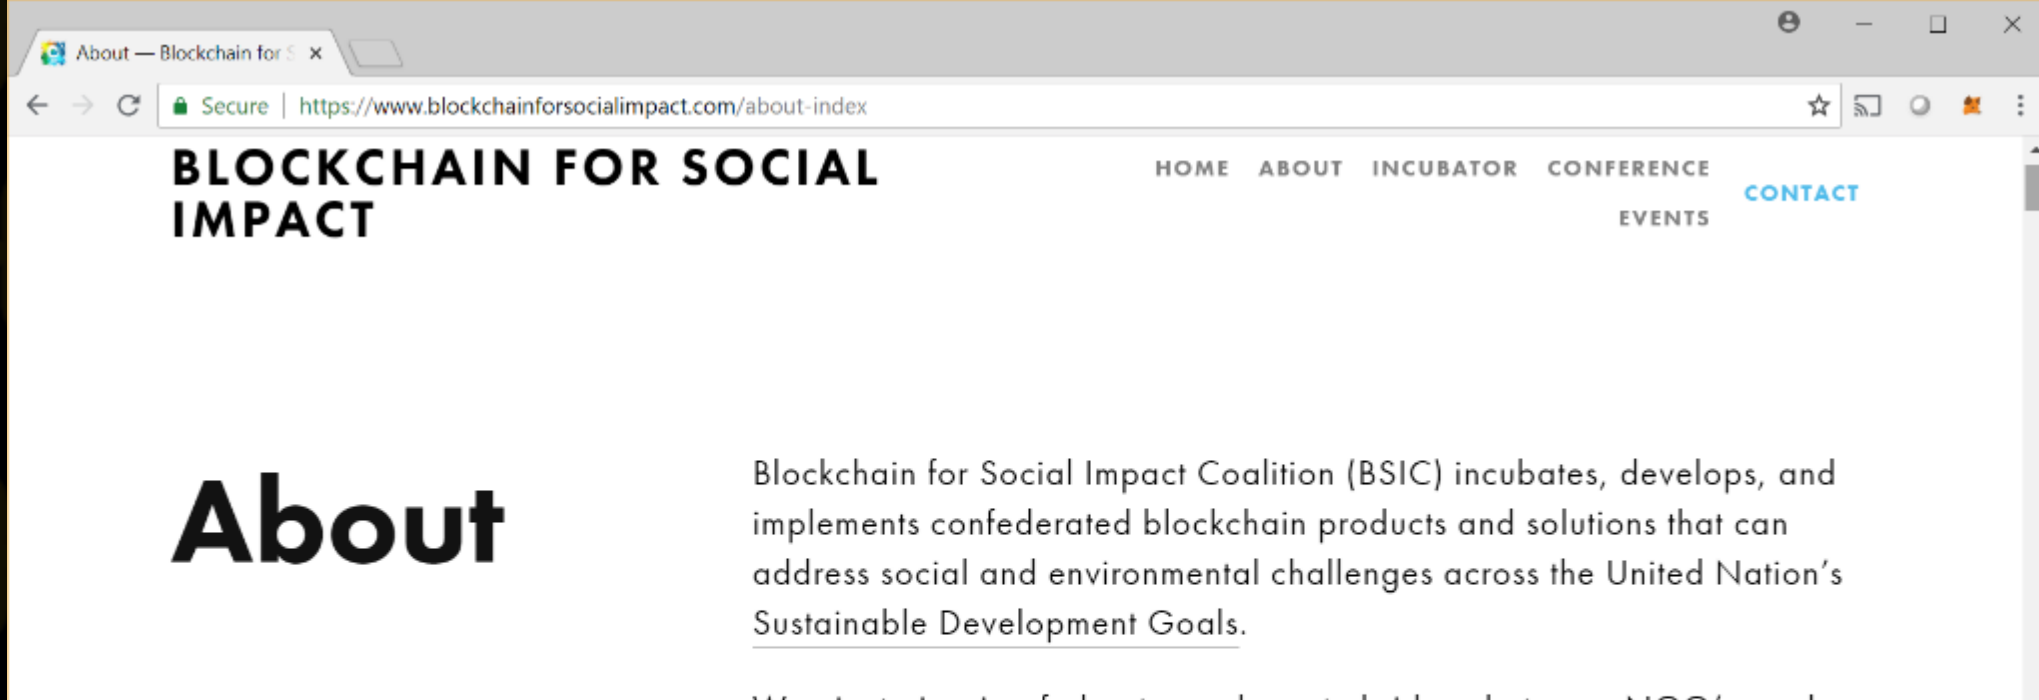 About — Blockchain for S
Secure | https://www.blockchainforsocialimpact.com/about-index
BLOCKCHAIN FOR SOCIAL
IMPACT
HOME ABOUT INCUBATOR CONFERENCE
EVENTS
CONTACT
About
Blockchain for Social Impact Coalition (BSIC) incubates, develops, and
implements confederated blockchain products and solutions that can
address social and environmental challenges across the United Nation’s
Sustainable Development Goals.